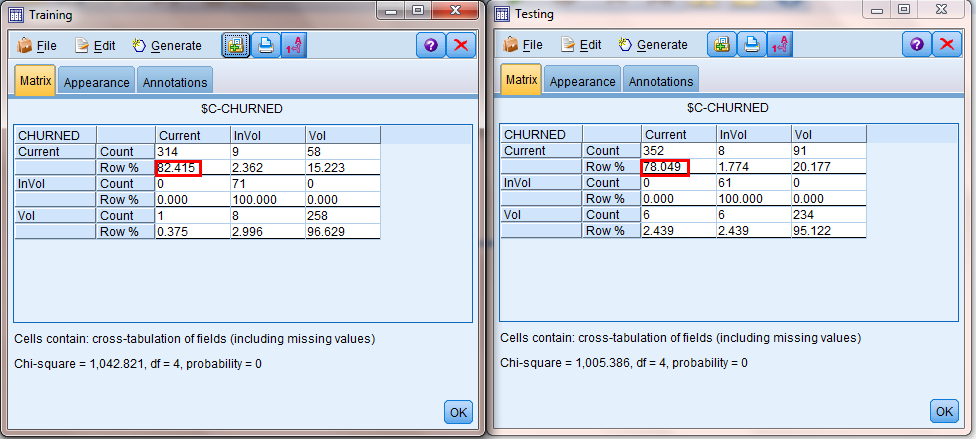 Training
File Edit Generate
Matrix Appearance Annotations
$C-CHURNED
CHURNED Current InVol Vol
Current Count 314 9 58
Row % 82.415 2.362 15.223
InVol Count 0 71 0
Row % 0.000 100.000 0.000
Vol Count 1 8 258
Row % 0.375 2.996 96.629
Cells contain: cross-tabulation of fields (including missing values)
Chi-square = 1,042.821, df = 4, probability = 0
OK
Testing
File Edit Generate
Matrix Appearance Annotations
$C-CHURNED
CHURNED Current InVol Vol
Current Count 352 8 91
Row % 78.049 1.774 20.177
InVol Count 0 61 0
Row % 0.000 100.000 0.000
Vol Count 6 6 234
Row % 2.439 2.439 95.122
Cells contain: cross-tabulation of fields (including missing values)
Chi-square = 1,005.386, df = 4, probability = 0
OK